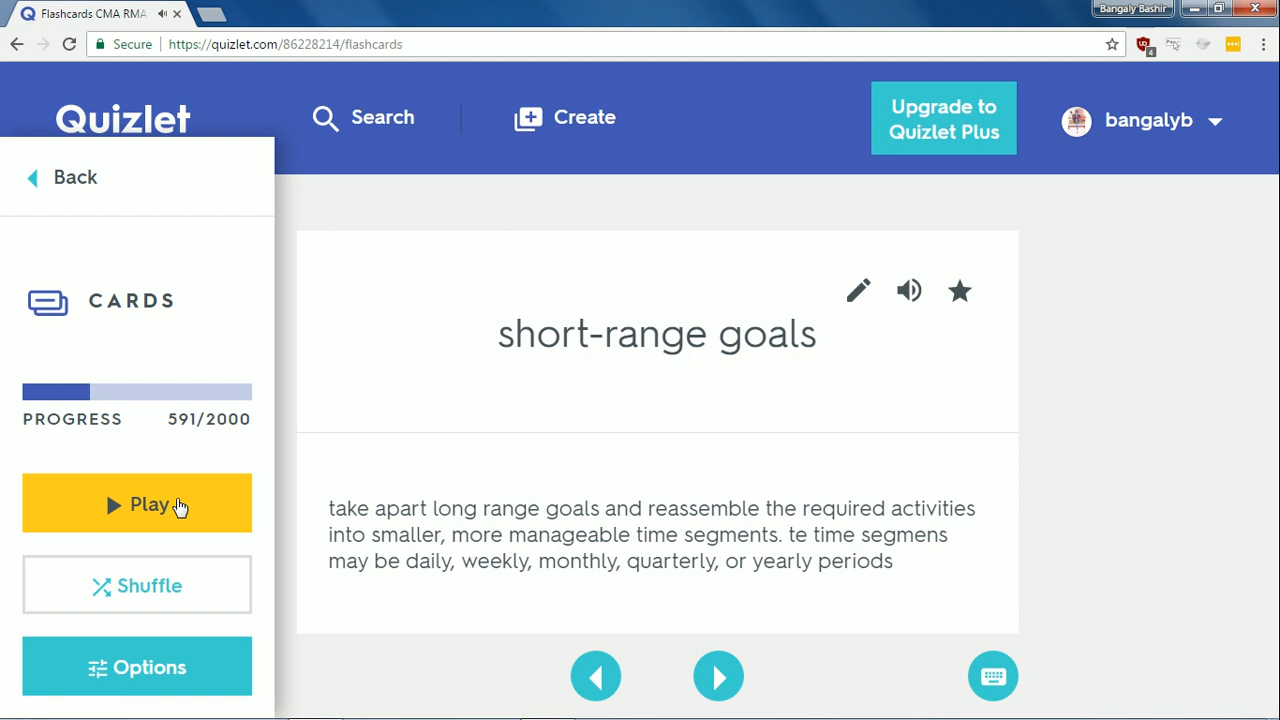 Flashcards CMA RMA
Bangaly Bashir
Secure https://quizlet.com/86228214/flashcards
4
Quizlet
Search
Create
Upgrade to
Quizlet Plus
bangalyb
Back
CARDS
PROGRESS 591/2000
Play
Shuffle
Options
short-range goals
take apart long range goals and reassemble the required activities
into smaller, more manageable time segments. te time segmens
may be daily, weekly, monthly, quarterly, or yearly periods